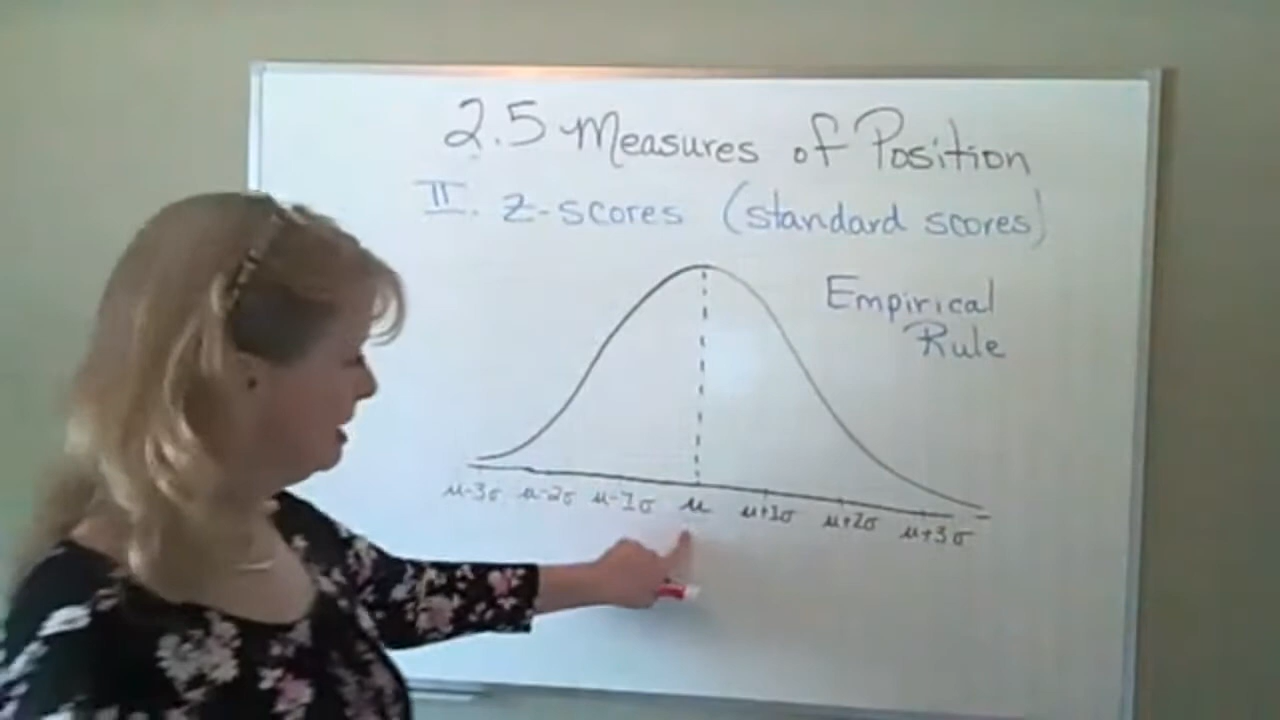 2.5 Measures of Position
II. z-scores (standard scores)
Empirical
Rule
μ-3σ μ-2σ μ-1σ μ μ+1σ μ+2σ μ+3σ